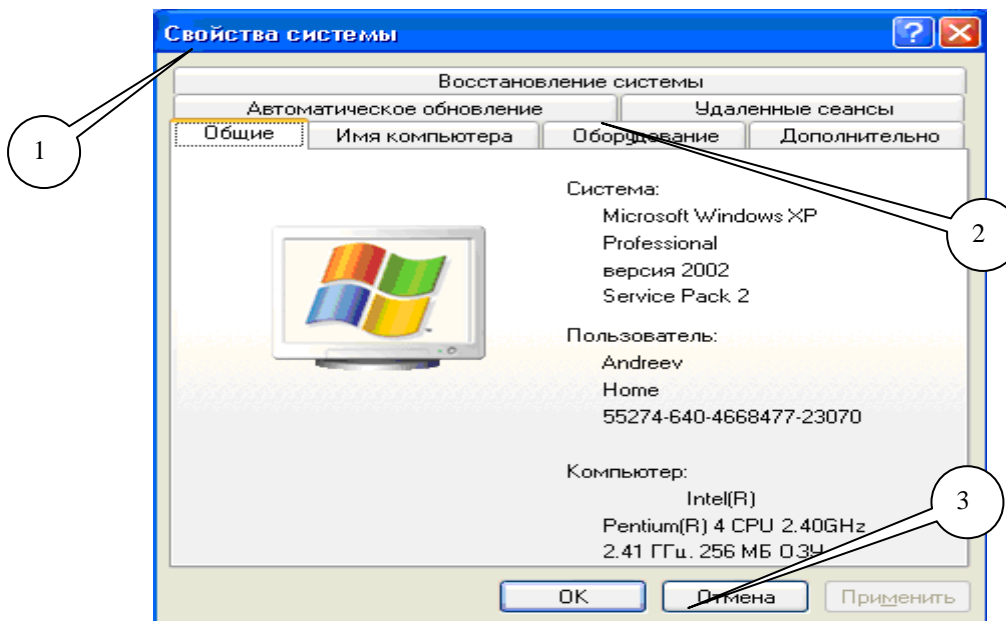 Свойства системы
Восстановление системы
Автоматическое обновление Удаленные сеансы
Общие Имя компьютера Оборудование Дополнительно
1
2
Система:
Microsoft Windows XP
Professional
версия 2002
Service Pack 2
Пользователь:
Andreev
Home
55274-640-4668477-23070
Компьютер:
Intel(R)
3
Pentium(R) 4 CPU 2.40GHz
2.41 ГГц, 256 МБ ОЗУ
OK Отмена Применить